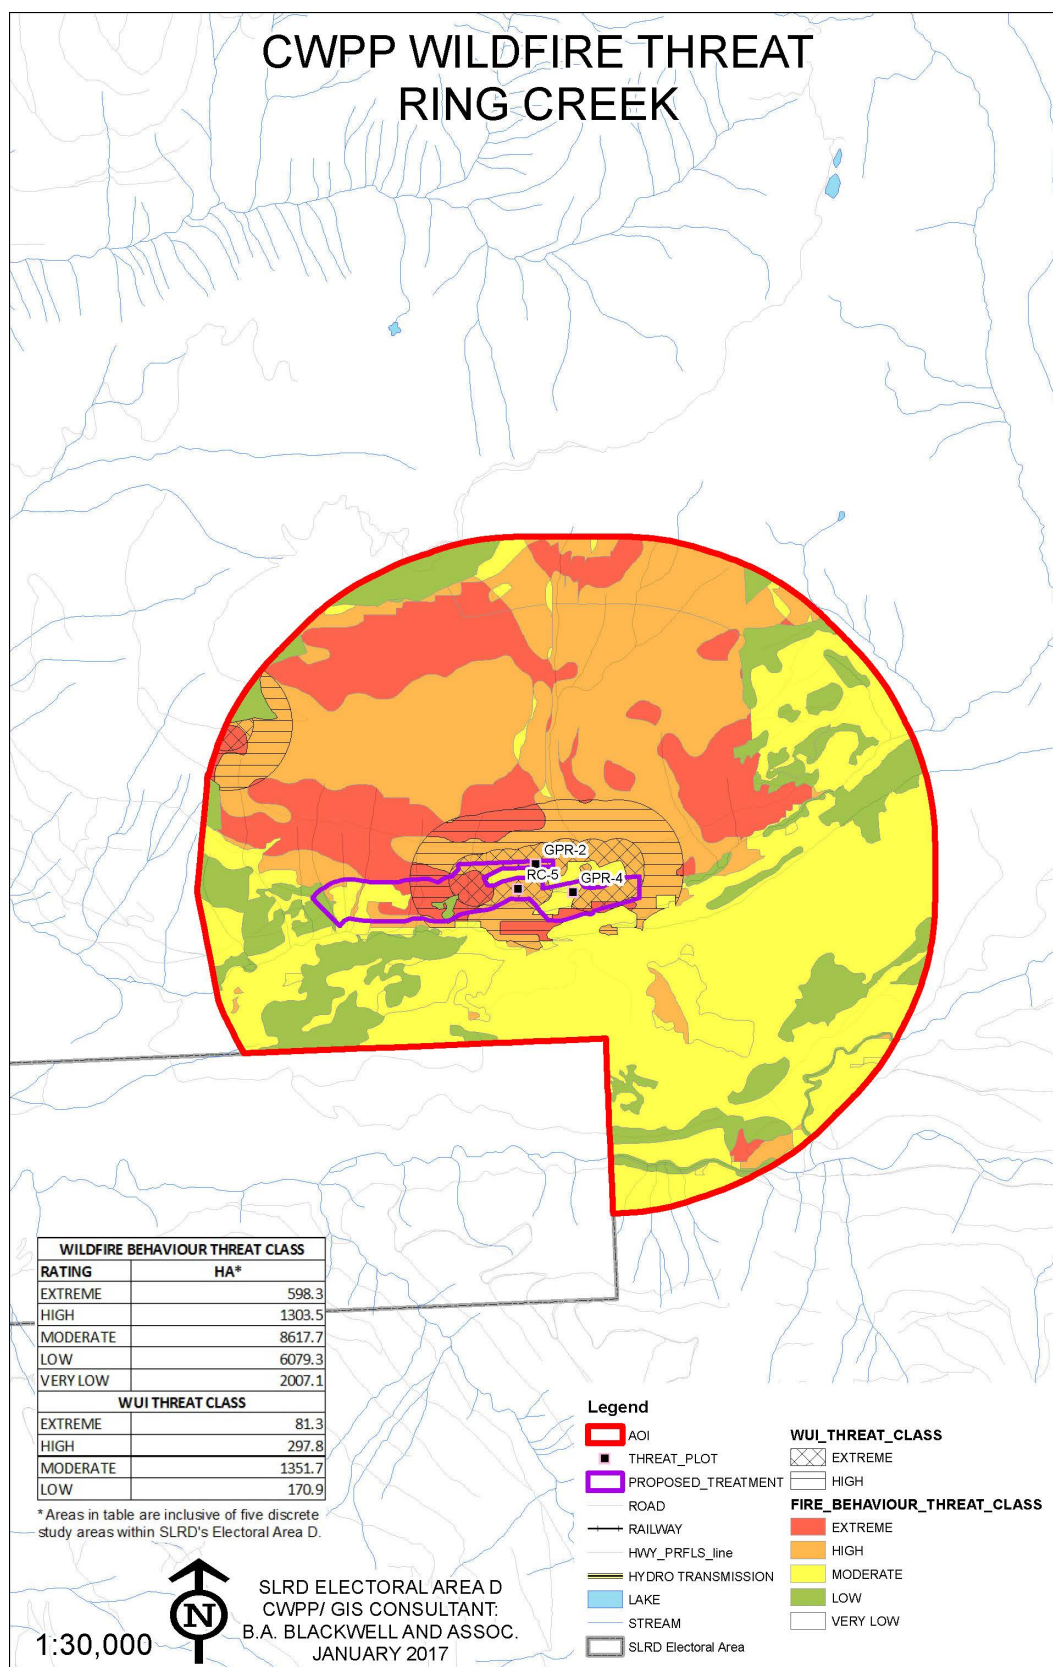 CWPP WILDFIRE THREAT
RING CREEK
GPR-2
RC-5
GPR-4
WILDFIRE BEHAVIOUR THREAT CLASS
RATING HA*
EXTREME 598.3
HIGH 1303.5
MODERATE 8617.7
LOW 6079.3
VERY LOW 2007.1
WUI THREAT CLASS
EXTREME 81.3
HIGH 297.8
MODERATE 1351.7
LOW 170.9
* Areas in table are inclusive of five discrete
study areas within SLRD's Electoral Area D.
1:30,000
N
SLRD ELECTORAL AREA D
CWPP/ GIS CONSULTANT:
B.A. BLACKWELL AND ASSOC.
JANUARY 2017
Legend
AOI
THREAT_PLOT
PROPOSED_TREATMENT
ROAD
RAILWAY
HWY_PRFLS_line
HYDRO TRANSMISSION
LAKE
STREAM
SLRD Electoral Area
WUI_THREAT_CLASS
EXTREME
HIGH
FIRE_BEHAVIOUR_THREAT_CLASS
EXTREME
HIGH
MODERATE
LOW
VERY LOW